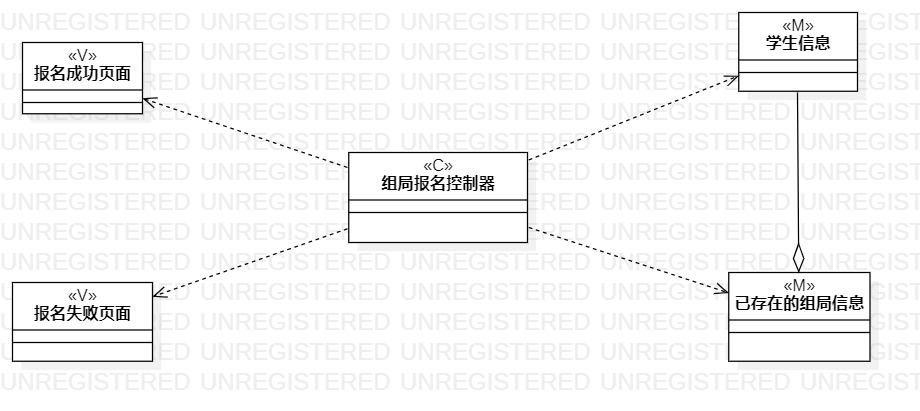 «V»
报名成功页面
«M»
学生信息
«C»
组局报名控制器
«V»
报名失败页面
«M»
已存在的组局信息
UNREGISTERED UNREGISTERED UNREGISTERED UNREGISTERED UNREGISTERED